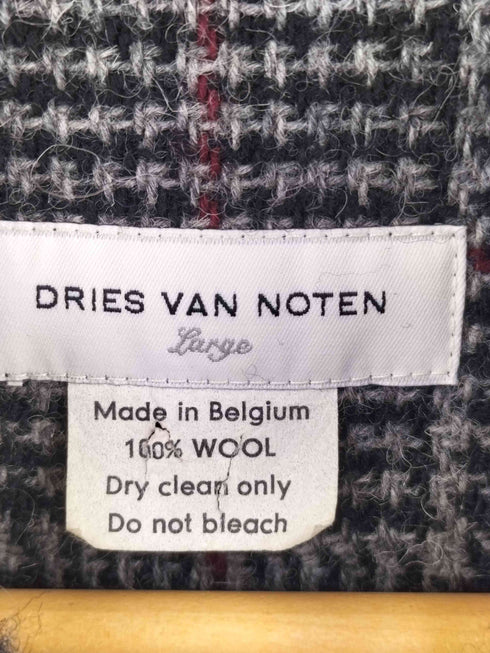 DRIES VAN NOTEN
Large
Made in Belgium
100% WOOL
Dry clean only
Do not bleach